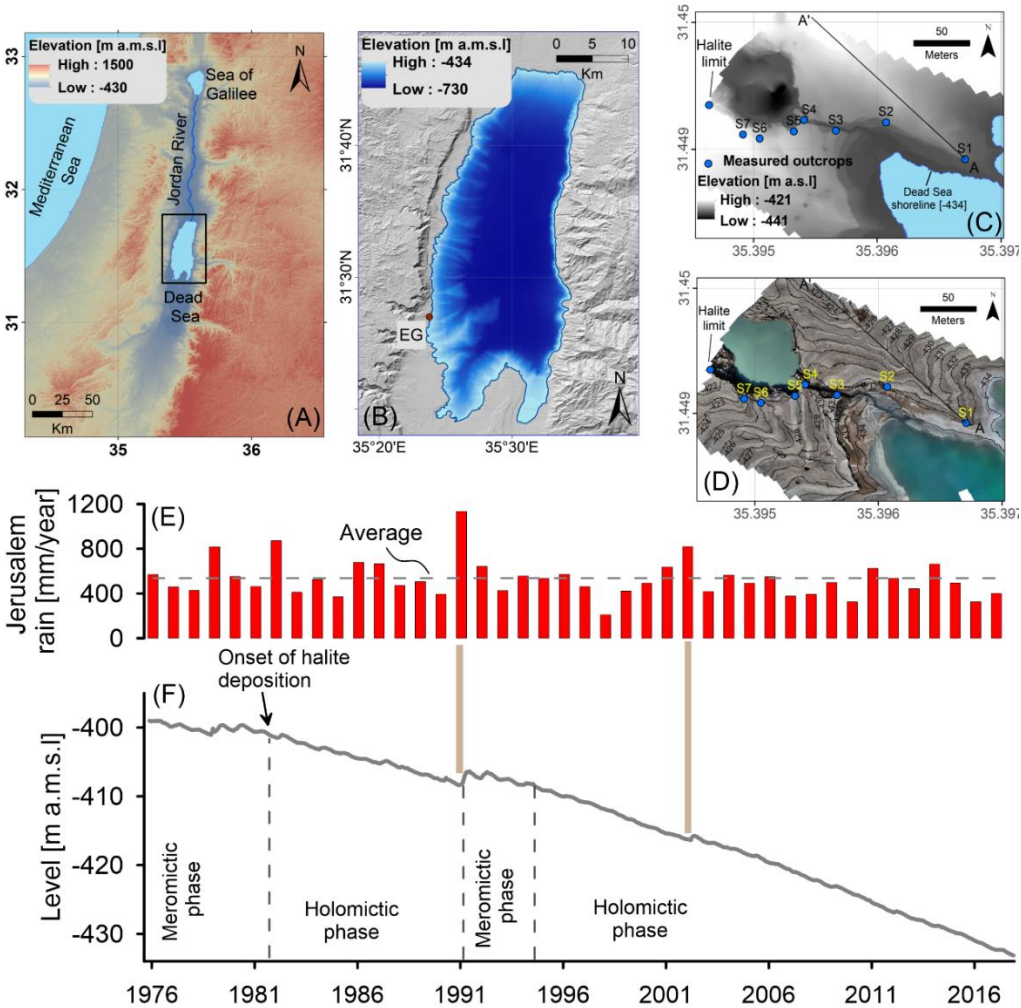 Elevation [m a.m.s.l]
High : 1500
Low : -430
N
Sea of
Galilee
Mediterranean
Sea
Jordan River
Dead
Sea
0 25 50
Km
(A)
33
32
31
35
36
Elevation [m a.m.s.l]
High : -434
Low : -730
0 5 10
Km
N
EG
(B)
31°40'N
31°30'N
35°20'E
35°30'E
(C)
50
Meters
N
A'
Halite
limit
S7
S6
S5
S4
S3
S2
S1
A
Measured outcrops
Elevation [m a.s.l]
High : -421
Low : -441
Dead Sea
shoreline [-434]
31.45
31.449
35.395
35.396
35.397
A'
50
Meters
N
Halite
limit
S7
S6
S5
S4
S3
S2
S1
A
(D)
31.45
31.449
35.395
35.396
35.397
(E)
Average
Jerusalem
rain [mm/year]
1200
800
400
0
Onset of halite
deposition
(F)
Level [m a.m.s.l]
-400
-410
-420
-430
Meromictic
phase
Holomictic
phase
Meromictic
phase
Holomictic
phase
1976 1981 1986 1991 1996 2001 2006 2011 2016